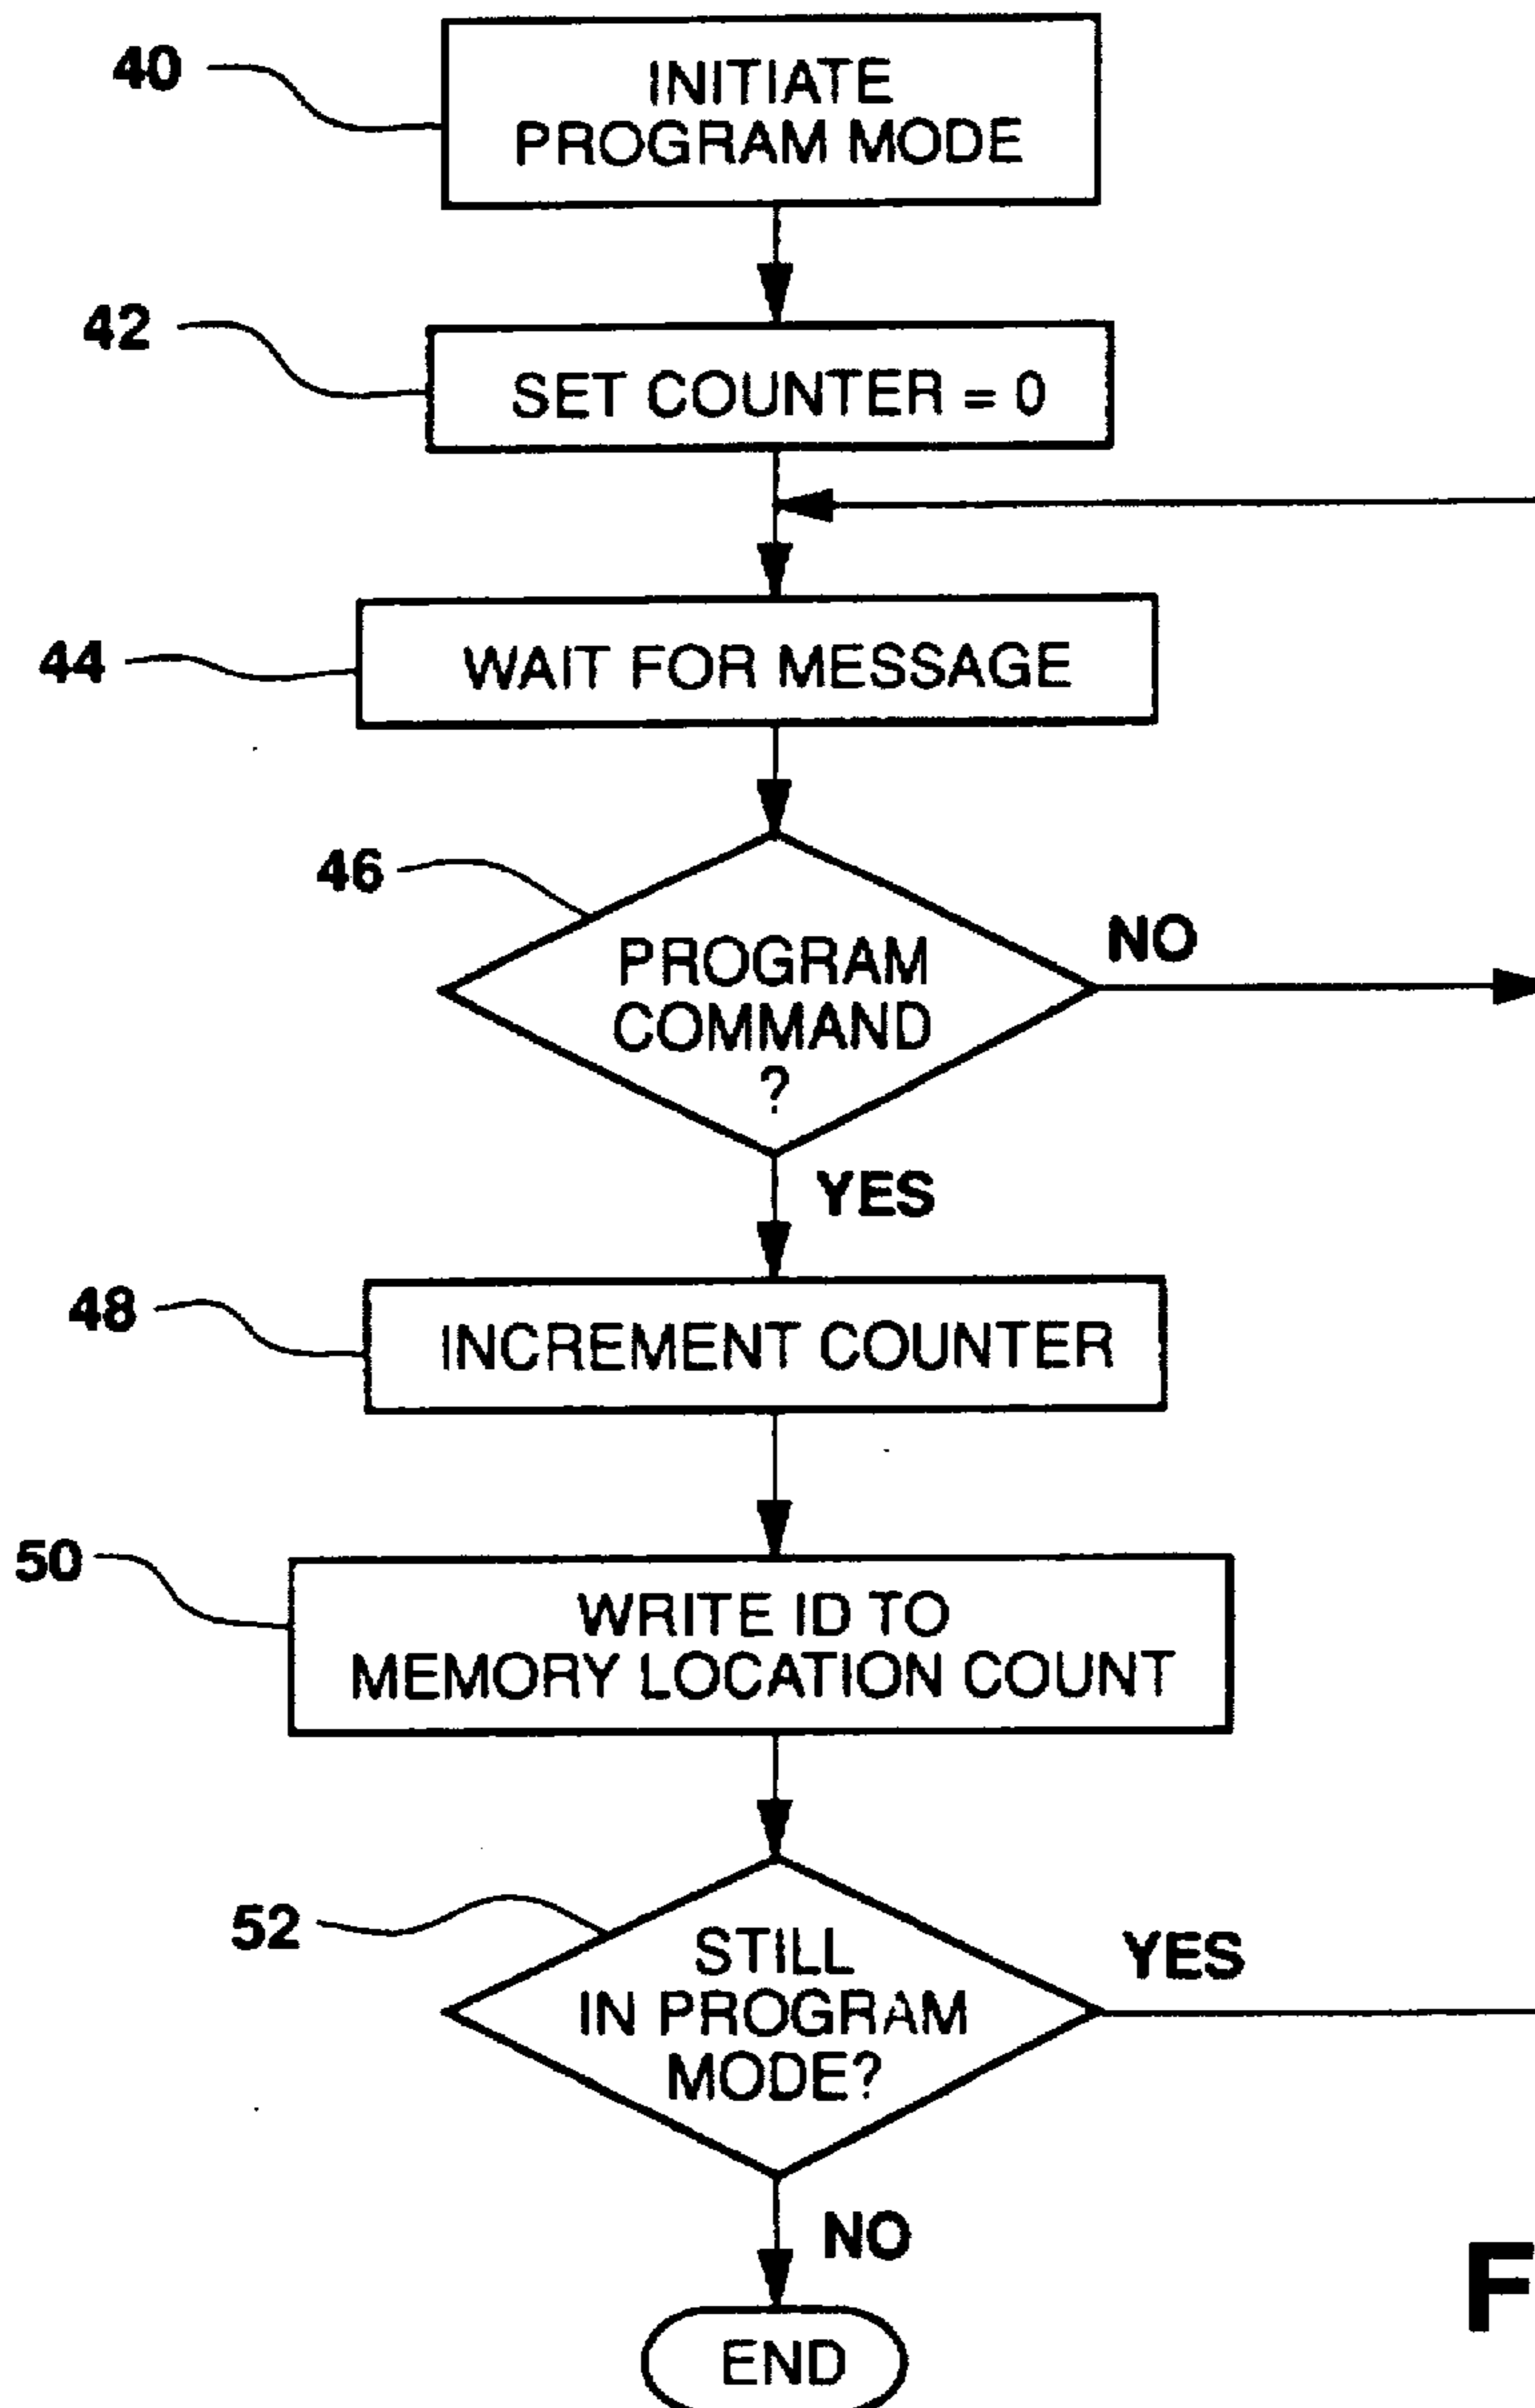 40
INITIATE
PROGRAM MODE
42
SET COUNTER = 0
44
WAIT FOR MESSAGE
46
PROGRAM
COMMAND
?
NO
YES
48
INCREMENT COUNTER
50
WRITE ID TO
MEMORY LOCATION COUNT
52
STILL
IN PROGRAM
MODE?
YES
NO
F
END